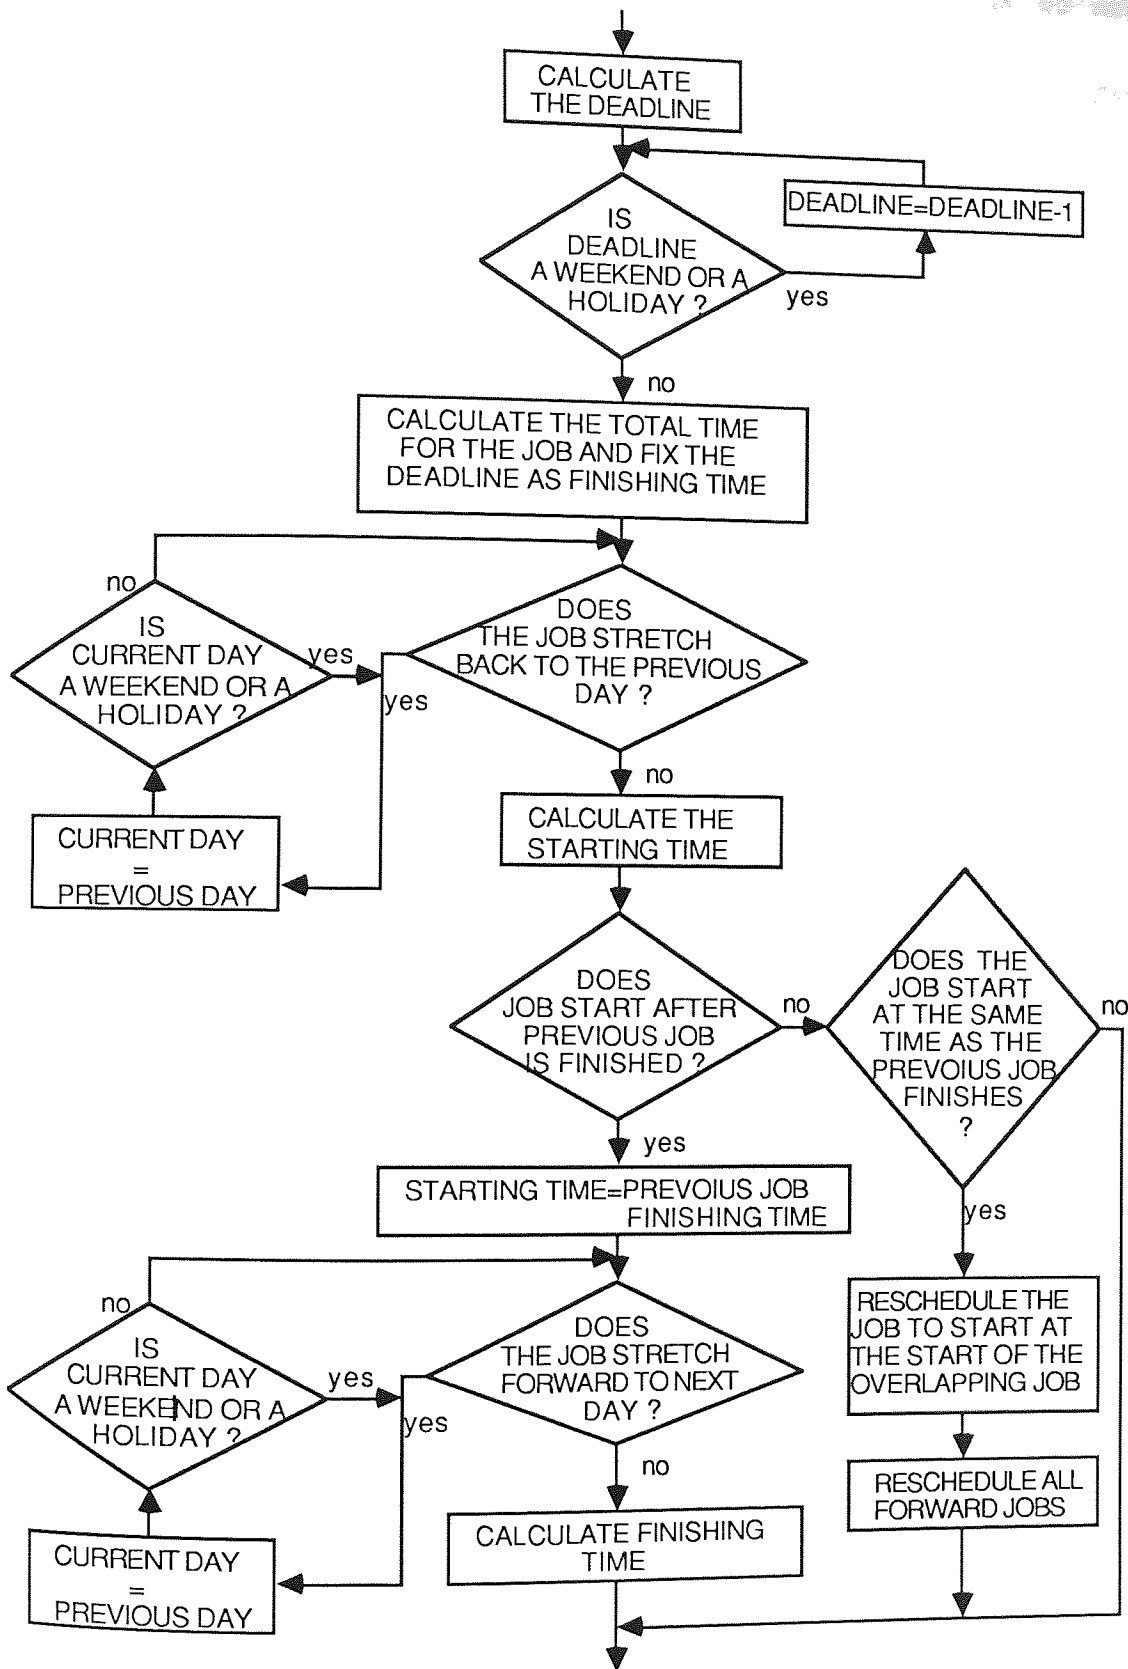 CALCULATE
THE DEADLINE
DEADLINE=DEADLINE-1
IS
DEADLINE
A WEEKEND OR A
HOLIDAY ?
yes
no
CALCULATE THE TOTAL TIME
FOR THE JOB AND FIX THE
DEADLINE AS FINISHING TIME
no
IS
CURRENT DAY
A WEEKEND OR A
HOLIDAY ?
yes
DOES
THE JOB STRETCH
BACK TO THE PREVIOUS
DAY ?
yes
no
CURRENT DAY
=
PREVIOUS DAY
CALCULATE THE
STARTING TIME
DOES
JOB START AFTER
PREVIOUS JOB
IS FINISHED ?
no
DOES THE
JOB START
AT THE SAME
TIME AS THE
PREVOIUS JOB
FINISHES
?
no
yes
yes
STARTING TIME=PREVOIUS JOB
FINISHING TIME
no
IS
CURRENT DAY
A WEEKEND OR A
HOLIDAY ?
yes
DOES
THE JOB STRETCH
FORWARD TO NEXT
DAY ?
yes
no
RESCHEDULE THE
JOB TO START AT
THE START OF THE
OVERLAPPING JOB
RESCHEDULE ALL
FORWARD JOBS
CURRENT DAY
=
PREVIOUS DAY
CALCULATE FINISHING
TIME